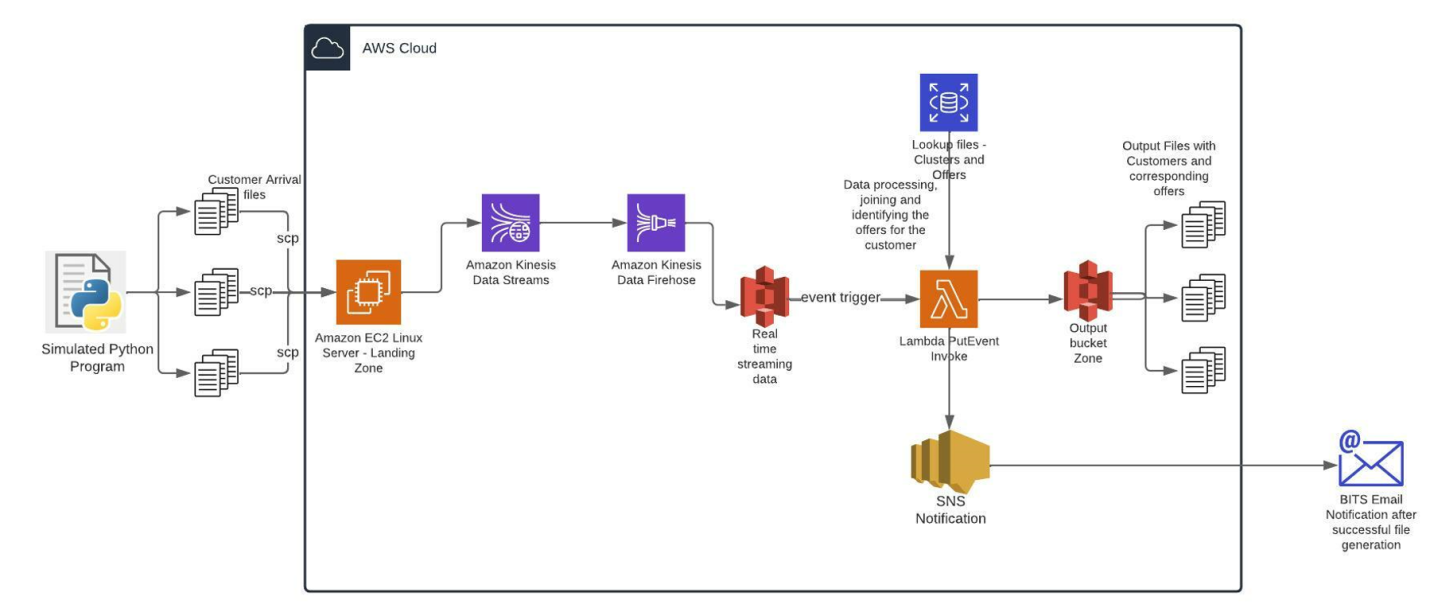 AWS Cloud
Customer Arrival
files
scp
scp
scp
Simulated Python
Program
Amazon EC2 Linux
Server - Landing
Zone
Amazon Kinesis
Data Streams
Amazon Kinesis
Data Firehose
Real
time
streaming
data
event trigger
Lookup files -
Clusters and
Offers
Data processing,
joining and
identifying the
offers for the
customer
Lambda PutEvent
Invoke
Output
bucket
Zone
Output Files with
Customers and
corresponding
offers
SNS
Notification
@
BITS Email
Notification after
successful file
generation